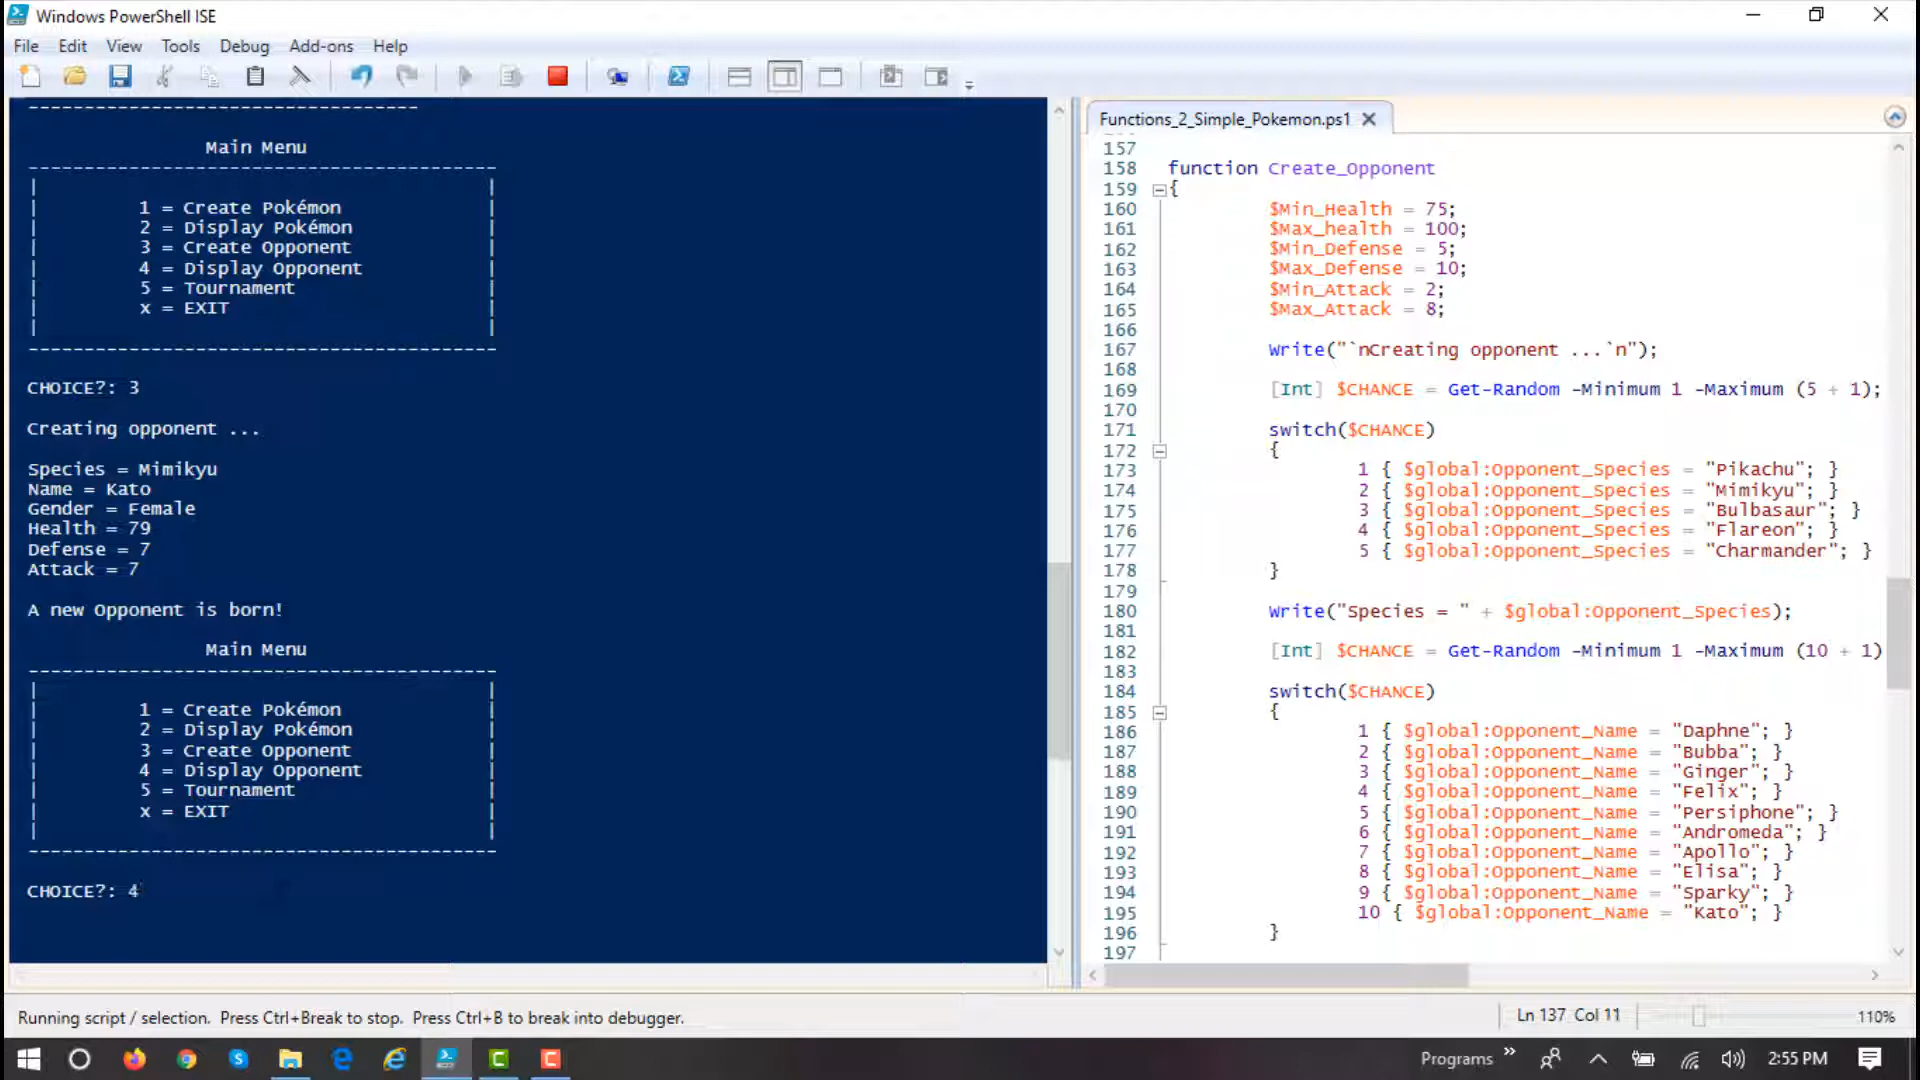 Windows PowerShell ISE
File Edit View Tools Debug Add-ons Help
-----------------------------------
Main Menu
------------------------------------------
| |
| 1 = Create Pokémon |
| 2 = Display Pokémon |
| 3 = Create Opponent |
| 4 = Display Opponent |
| 5 = Tournament |
| x = EXIT |
| |
------------------------------------------
CHOICE?: 3
Creating opponent ...
Species = Mimikyu
Name = Kato
Gender = Female
Health = 79
Defense = 7
Attack = 7
A new Opponent is born!
Main Menu
------------------------------------------
| |
| 1 = Create Pokémon |
| 2 = Display Pokémon |
| 3 = Create Opponent |
| 4 = Display Opponent |
| 5 = Tournament |
| x = EXIT |
| |
------------------------------------------
CHOICE?: 4
Functions_2_Simple_Pokemon.ps1
157
158 function Create_Opponent
159 {
160 $Min_Health = 75;
161 $Max_health = 100;
162 $Min_Defense = 5;
163 $Max_Defense = 10;
164 $Min_Attack = 2;
165 $Max_Attack = 8;
166
167 Write("`nCreating opponent ...`n");
168
169 [Int] $CHANCE = Get-Random -Minimum 1 -Maximum (5 + 1);
170
171 switch($CHANCE)
172 {
173 1 { $global:Opponent_Species = "Pikachu"; }
174 2 { $global:Opponent_Species = "Mimikyu"; }
175 3 { $global:Opponent_Species = "Bulbasaur"; }
176 4 { $global:Opponent_Species = "Flareon"; }
177 5 { $global:Opponent_Species = "Charmander"; }
178 }
179
180 Write("Species = " + $global:Opponent_Species);
181
182 [Int] $CHANCE = Get-Random -Minimum 1 -Maximum (10 + 1)
183
184 switch($CHANCE)
185 {
186 1 { $global:Opponent_Name = "Daphne"; }
187 2 { $global:Opponent_Name = "Bubba"; }
188 3 { $global:Opponent_Name = "Ginger"; }
189 4 { $global:Opponent_Name = "Felix"; }
190 5 { $global:Opponent_Name = "Persiphone"; }
191 6 { $global:Opponent_Name = "Andromeda"; }
192 7 { $global:Opponent_Name = "Apollo"; }
193 8 { $global:Opponent_Name = "Elisa"; }
194 9 { $global:Opponent_Name = "Sparky"; }
195 10 { $global:Opponent_Name = "Kato"; }
196 }
197
Running script / selection. Press Ctrl+Break to stop. Press Ctrl+B to break into debugger.
Ln 137 Col 11
110%
Programs
2:55 PM